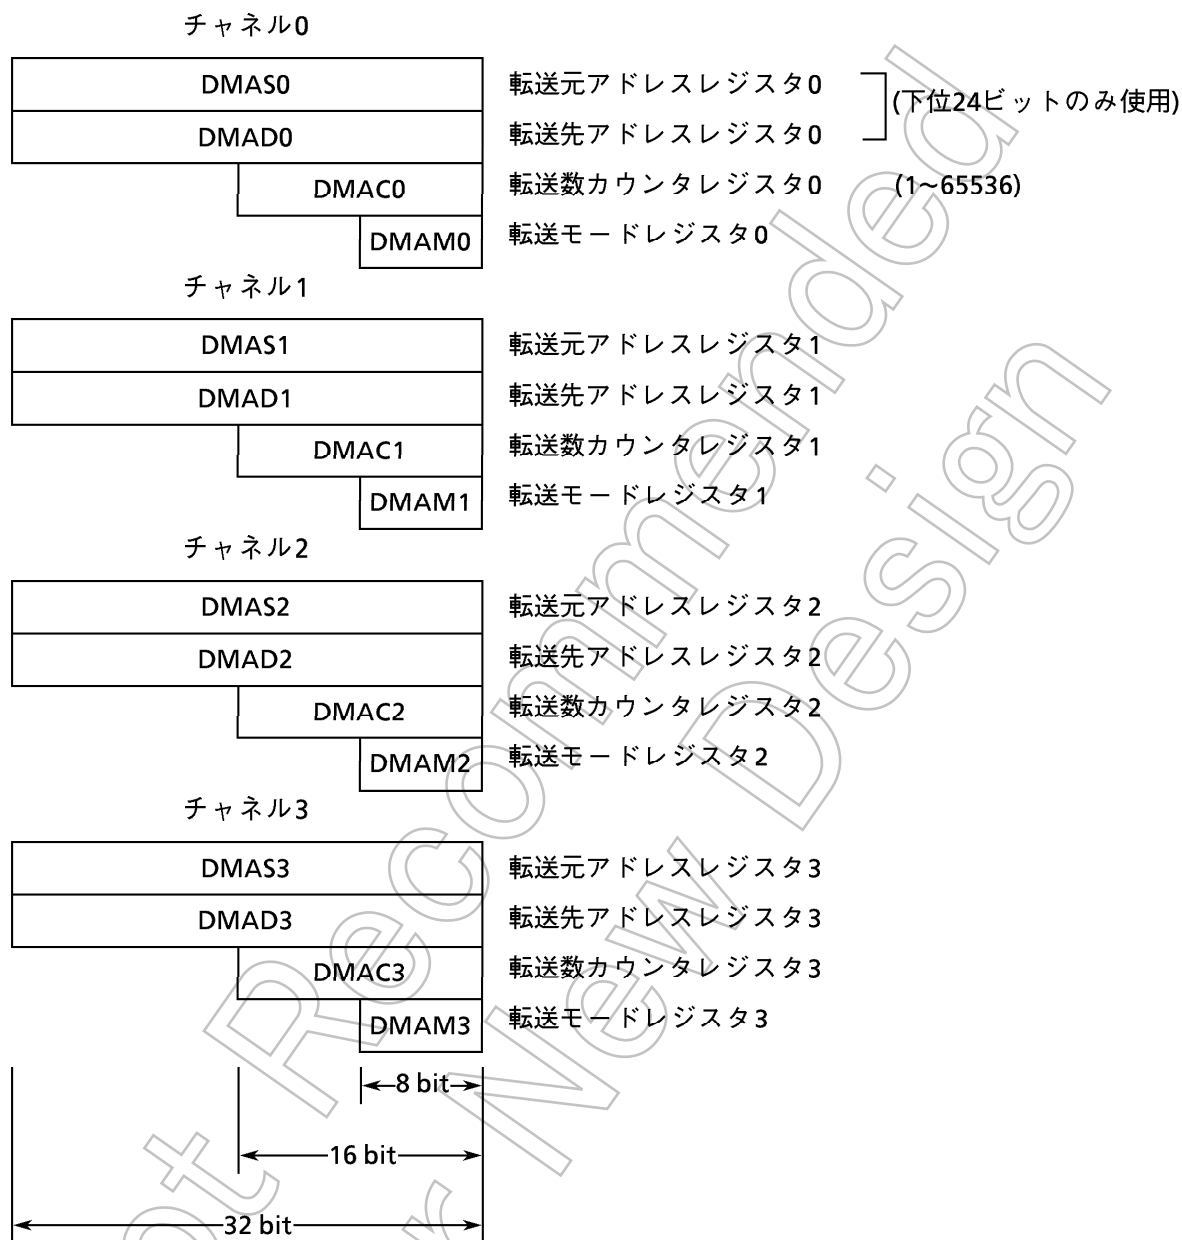 チャネル0
DMAS0 転送元アドレスレジスタ0
(下位24ビットのみ使用)
DMAD0 転送先アドレスレジスタ0
DMAC0 転送数カウンタレジスタ0 (1~65536)
DMAM0 転送モードレジスタ0
チャネル1
DMAS1 転送元アドレスレジスタ1
DMAD1 転送先アドレスレジスタ1
DMAC1 転送数カウンタレジスタ1
DMAM1 転送モードレジスタ1
チャネル2
DMAS2 転送元アドレスレジスタ2
DMAD2 転送先アドレスレジスタ2
DMAC2 転送数カウンタレジスタ2
DMAM2 転送モードレジスタ2
チャネル3
DMAS3 転送元アドレスレジスタ3
DMAD3 転送先アドレスレジスタ3
DMAC3 転送数カウンタレジスタ3
DMAM3 転送モードレジスタ3
8 bit
16 bit
32 bit
Recommended
New Design